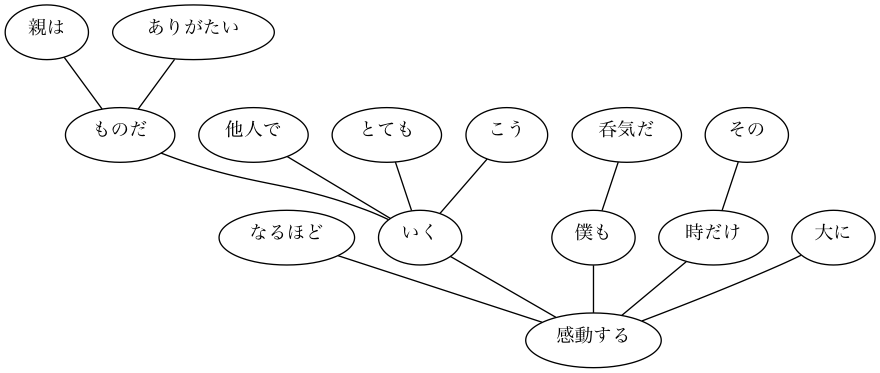 親は
ありがたい
ものだ
他人で
とても
こう
呑気だ
その
なるほど
いく
僕も
時だけ
大に
感動する